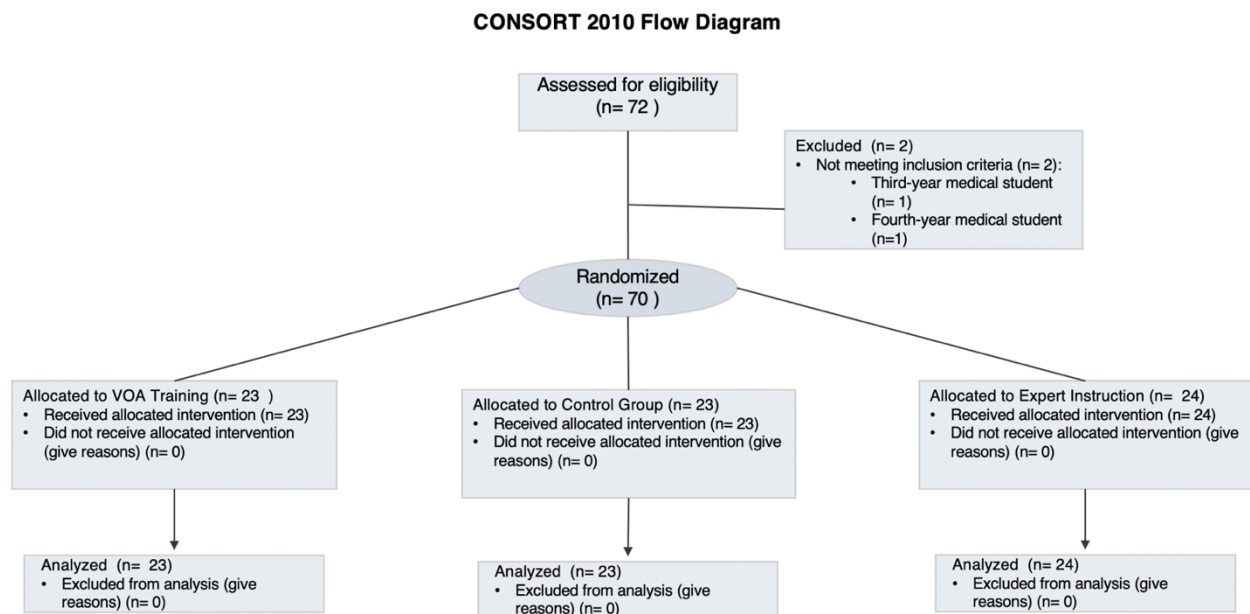 CONSORT 2010 Flow Diagram
Assessed for eligibility
(n= 72 )
Excluded (n= 2)
• Not meeting inclusion criteria (n= 2):
• Third-year medical student
(n= 1)
• Fourth-year medical student
(n=1)
Randomized
(n= 70 )
Allocated to VOA Training (n= 23 )
• Received allocated intervention (n= 23)
• Did not receive allocated intervention
(give reasons) (n= 0)
Allocated to Control Group (n= 23)
• Received allocated intervention (n= 23)
• Did not receive allocated intervention (give
reasons) (n= 0)
Allocated to Expert Instruction (n= 24)
• Received allocated intervention (n= 24)
• Did not receive allocated intervention (give
reasons) (n= 0)
Analyzed (n= 23)
• Excluded from analysis (give
reasons) (n= 0)
Analyzed (n= 23)
• Excluded from analysis (give
reasons) (n= 0)
Analyzed (n= 24)
• Excluded from analysis (give
reasons) (n= 0)